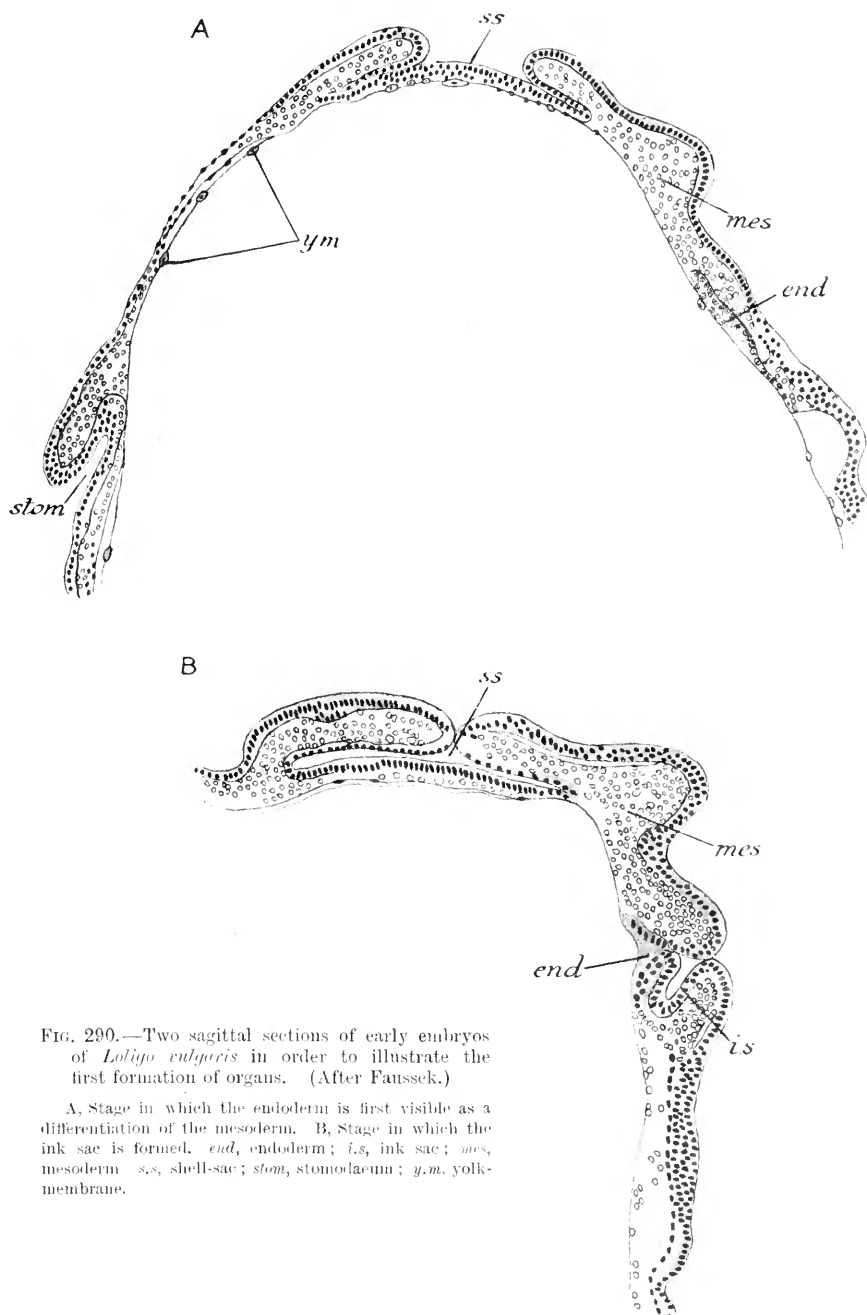 A
ss
mes
end
ym
stom
B
ss
mes
end
i.s
FIG. 290.—Two sagittal sections of early embryos
of Loligo vulgaris in order to illustrate the
first formation of organs. (After Faussek.)
A, Stage in which the endoderm is first visible as a
differentiation of the mesoderm. B, Stage in which the
ink sac is formed. end, endoderm; i.s, ink sac; mes,
mesoderm s.s, shell-sac; stom, stomodaeum; y.m, yolk-
membrane.